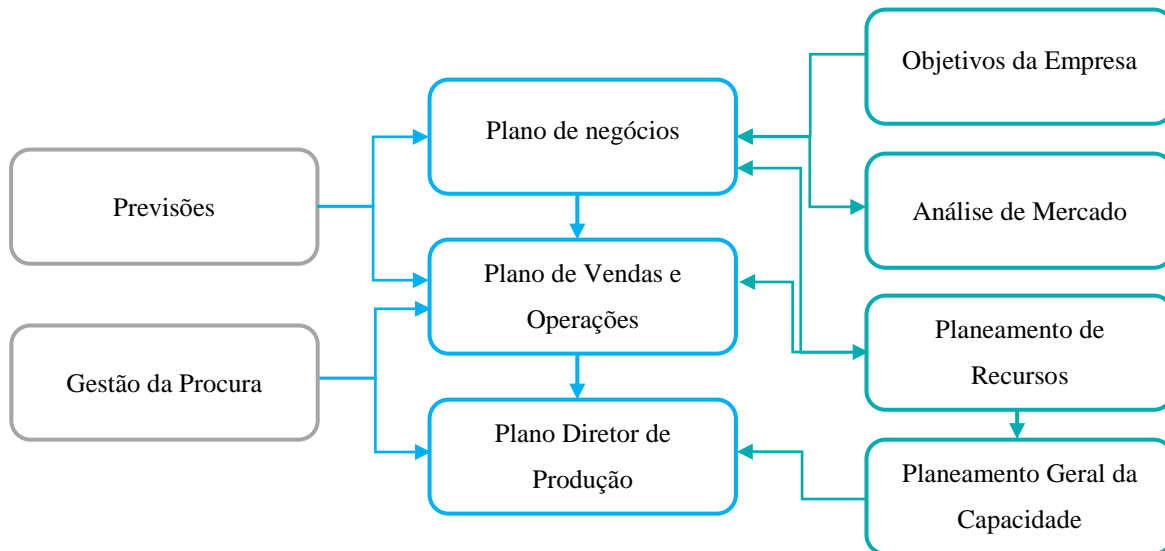 Objetivos da Empresa
Plano de negócios
Previsões
Análise de Mercado
Plano de Vendas e
Operações
Planeamento de
Recursos
Gestão da Procura
Plano Diretor de
Produção
Planeamento Geral da
Capacidade